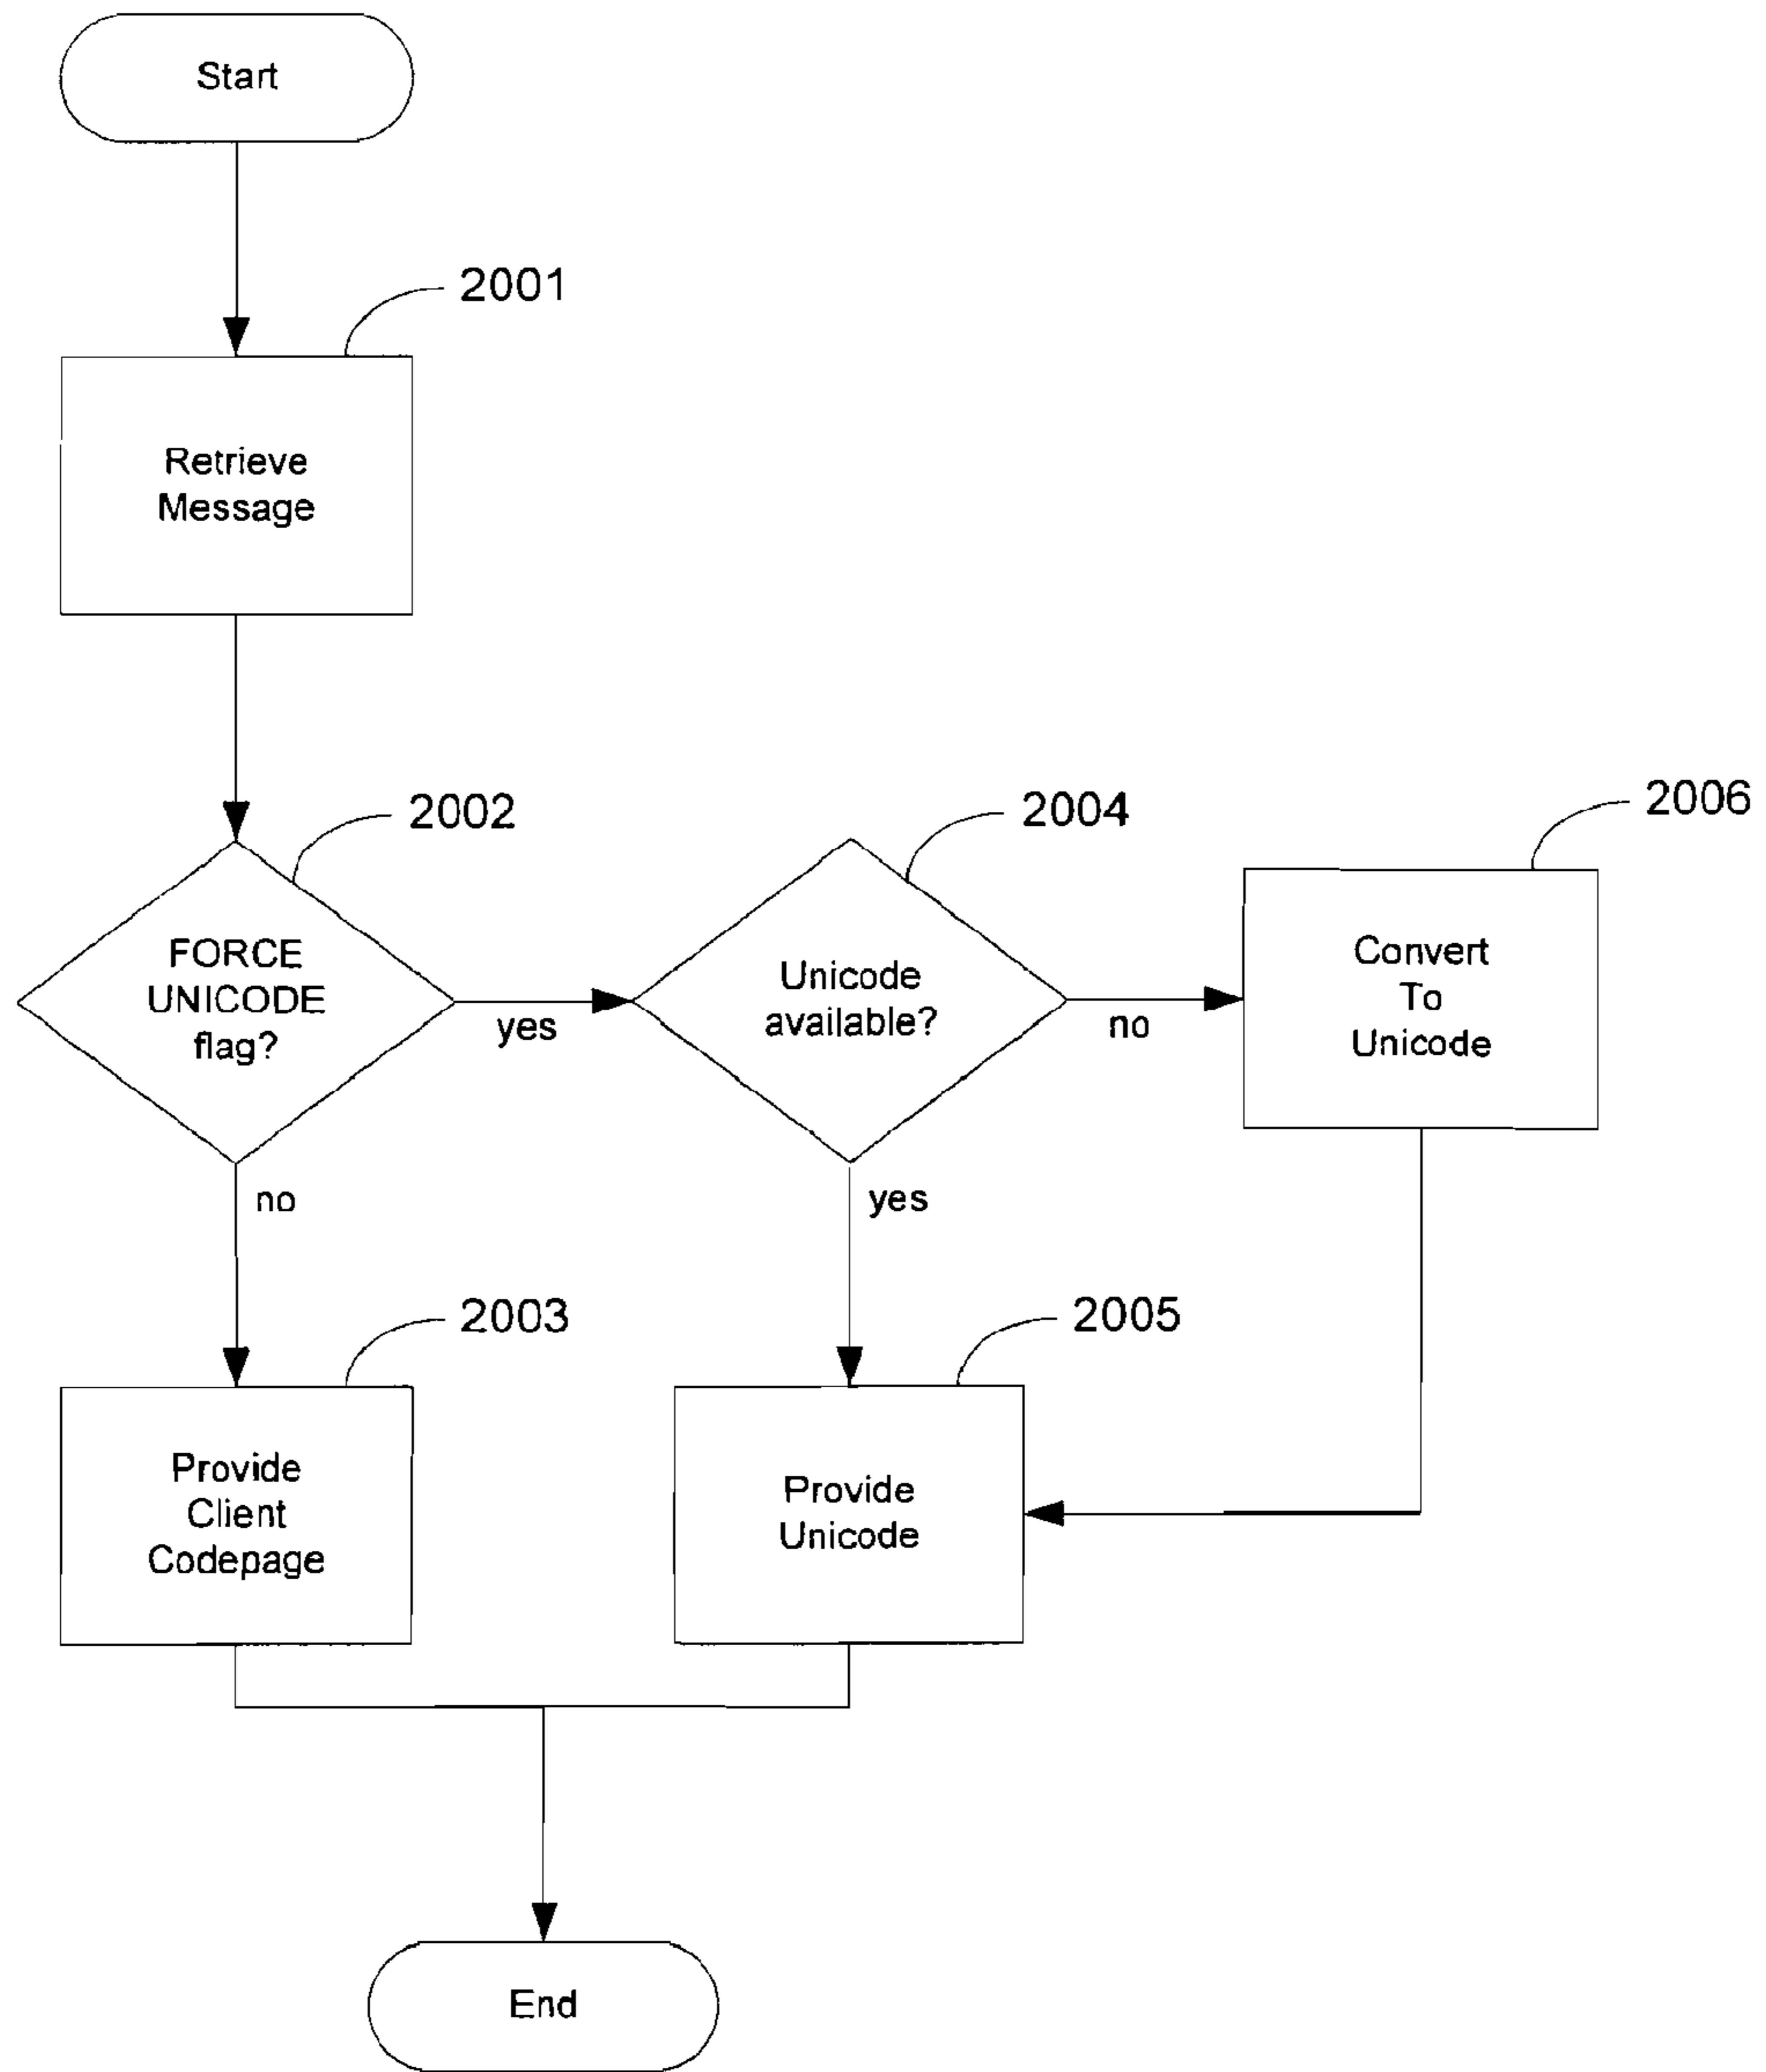 Start
2001
Retrieve
Message
2002
2004
2006
FORCE
UNICODE
flag?
yes
Unicode
available?
no
Convert
To
Unicode
no
yes
2003
2005
Provide
Client
Codepage
Provide
Unicode
End